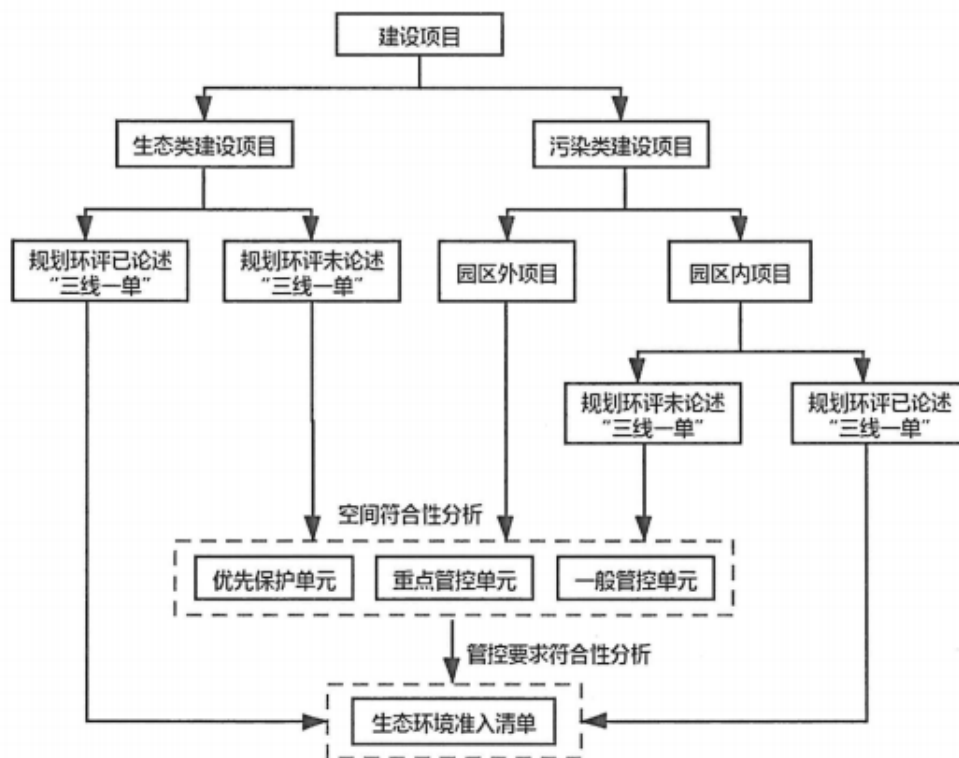 建设项目
生态类建设项目
污染类建设项目
规划环评已论述
“三线一单”
规划环评未论述
“三线一单”
园区外项目
园区内项目
规划环评未论述
“三线一单”
规划环评已论述
“三线一单”
空间符合性分析
优先保护单元
重点管控单元
一般管控单元
管控要求符合性分析
生态环境准入清单